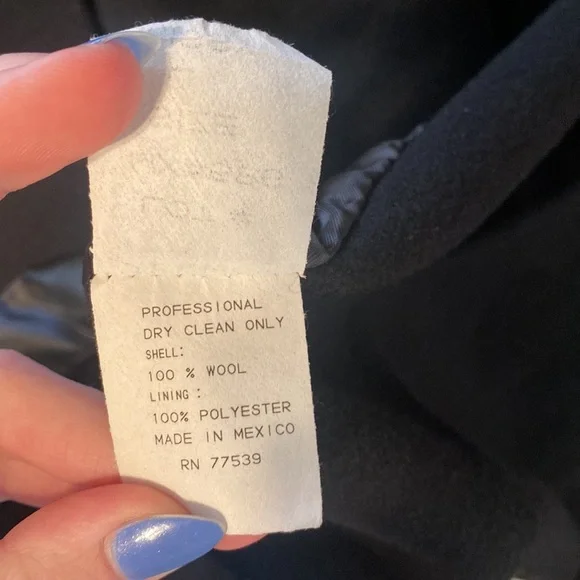 PROFESSIONAL
DRY CLEAN ONLY
SHELL:
100 % WOOL
LINING :
100% POLYESTER
MADE IN MEXICO
RN 77539